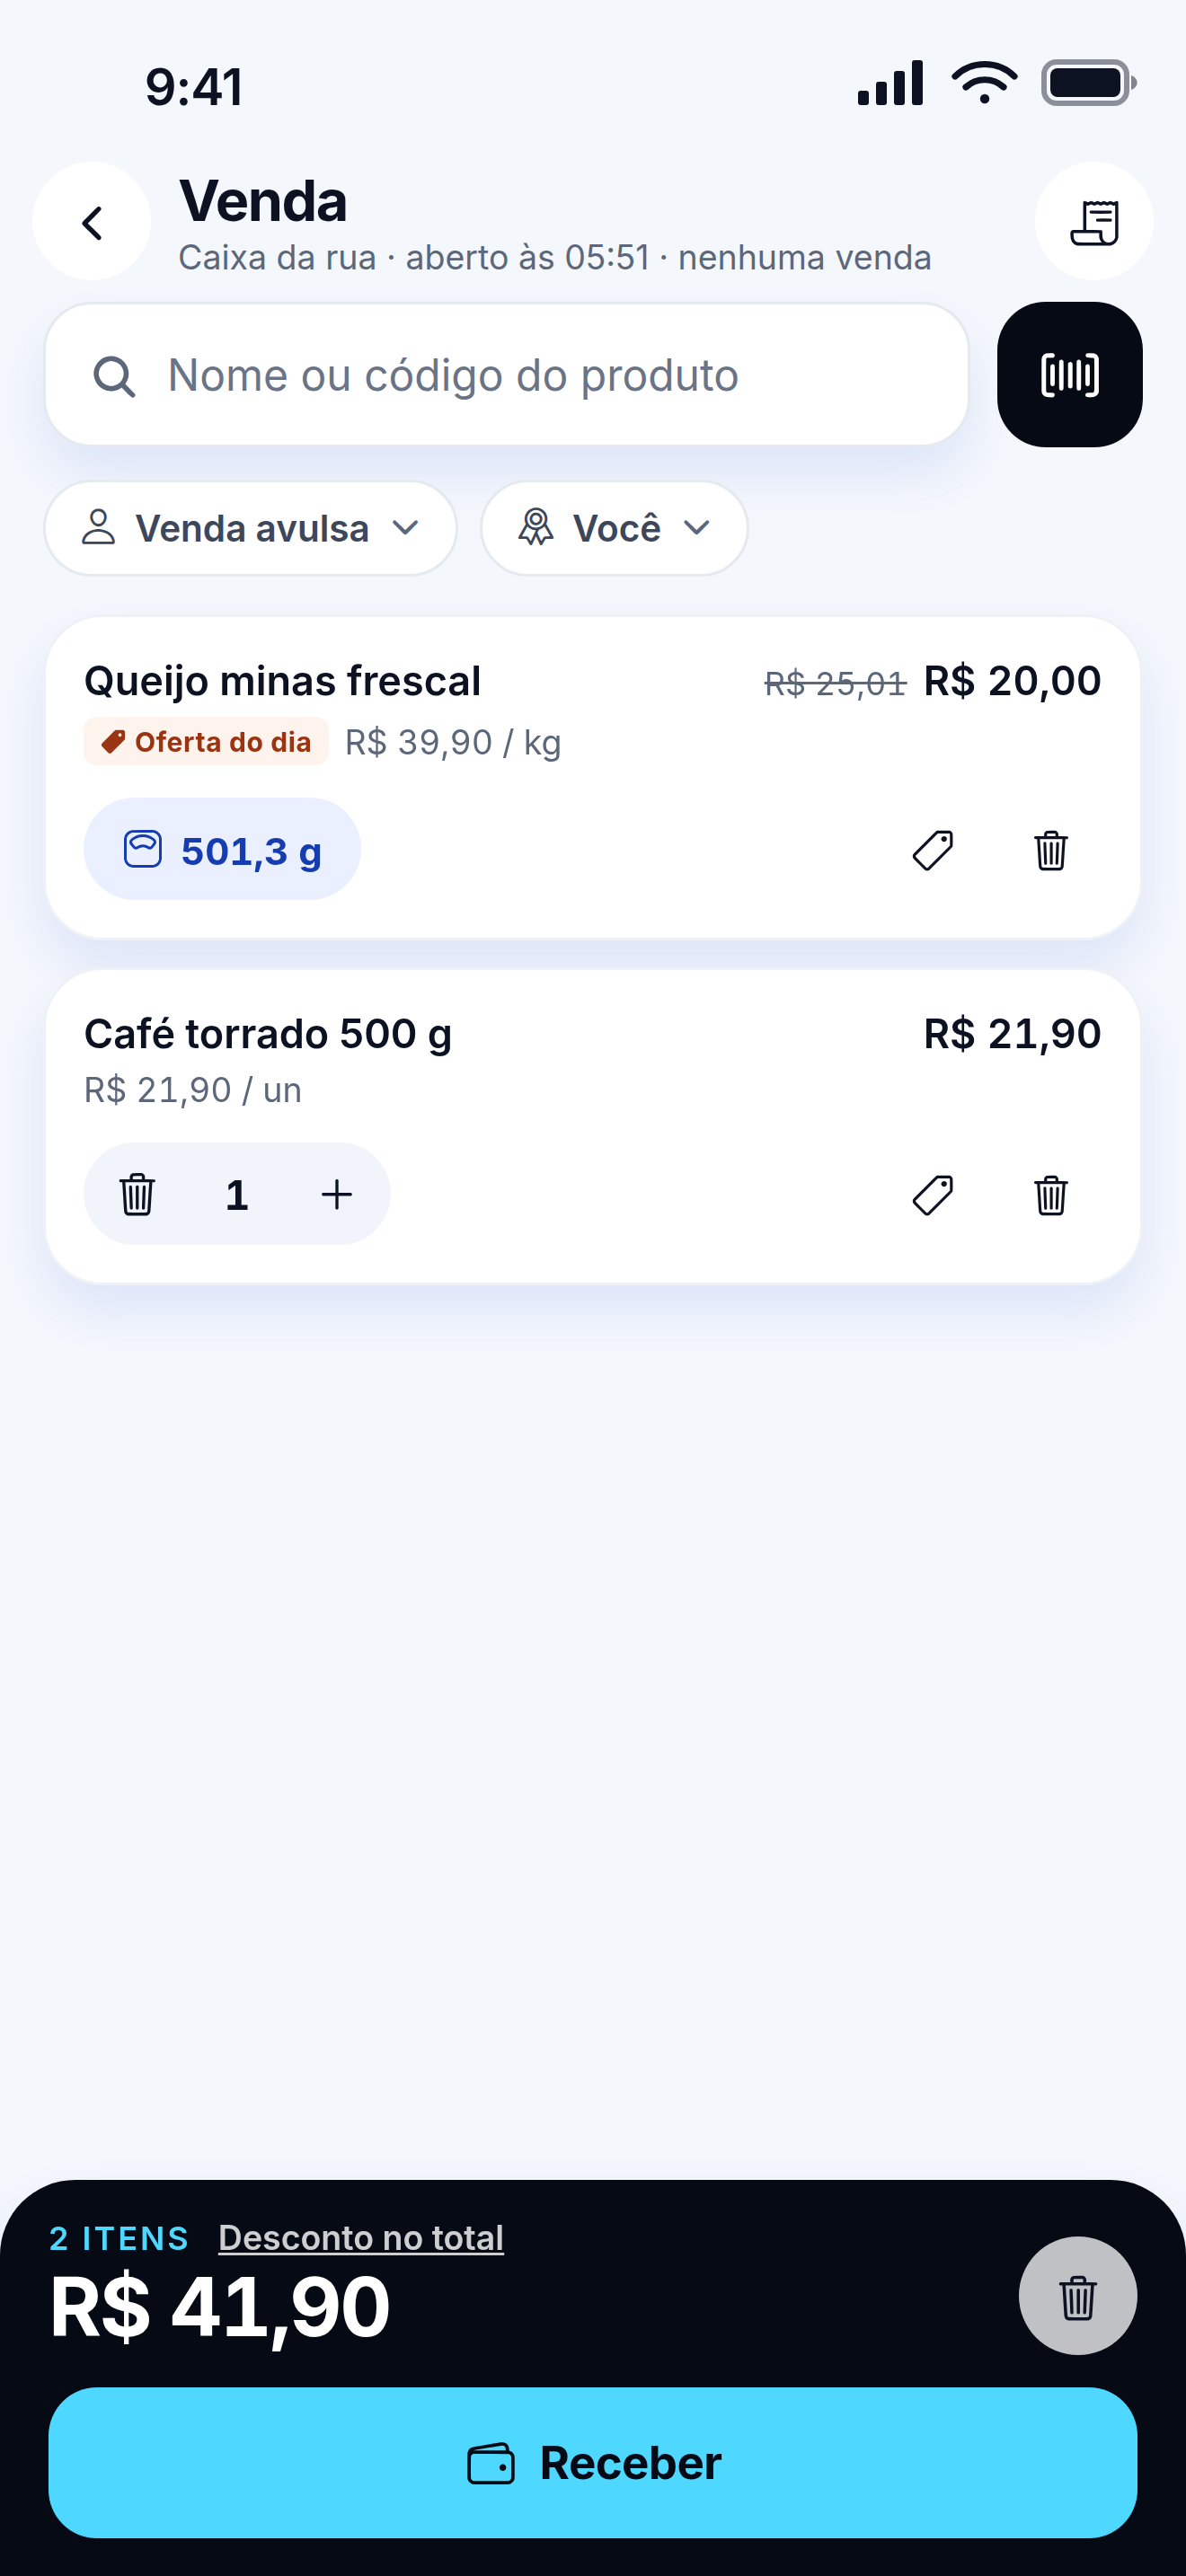 9:41
Venda
Caixa da rua · aberto às 05:51 · nenhuma venda
Nome ou código do produto
Venda avulsa
Você
Queijo minas frescal R$ 25,01 R$ 20,00
Oferta do dia R$ 39,90 / kg
501,3 g
Café torrado 500 g R$ 21,90
R$ 21,90 / un
1
2 ITENS Desconto no total
R$ 41,90
Receber